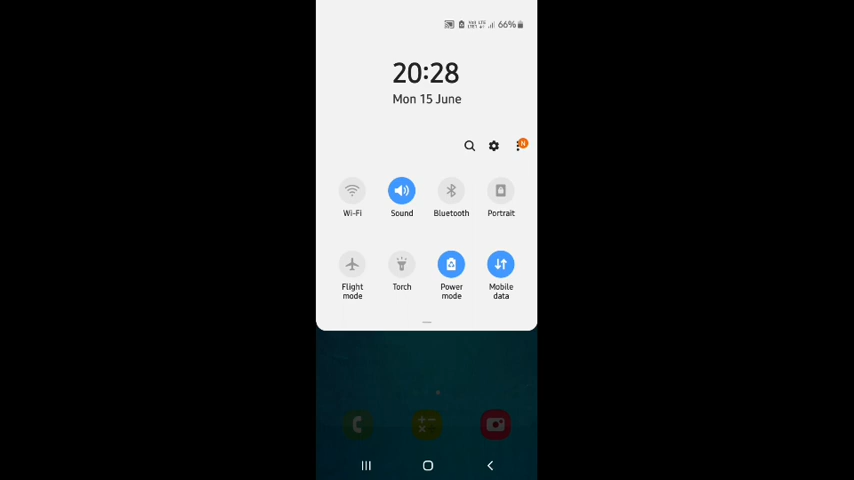 66%
20:28
Mon 15 June
N
Wi-Fi
Sound
Bluetooth
Portrait
Flight mode
Torch
Power mode
Mobile data